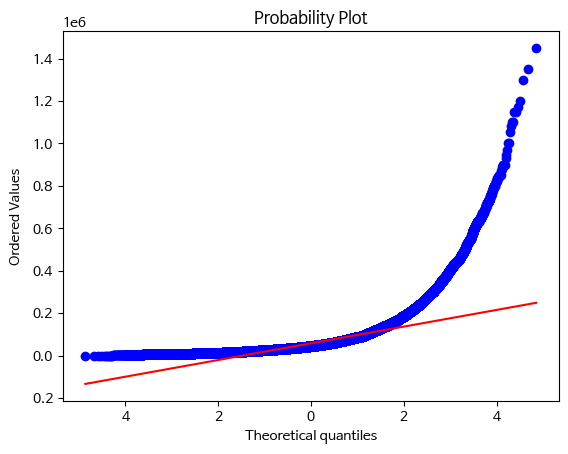 Probability Plot
1e6
1.4
1.2
1.0
0.8
0.6
0.4
0.2
0.0
0.2
Ordered Values
4 2 0 2 4
Theoretical quantiles